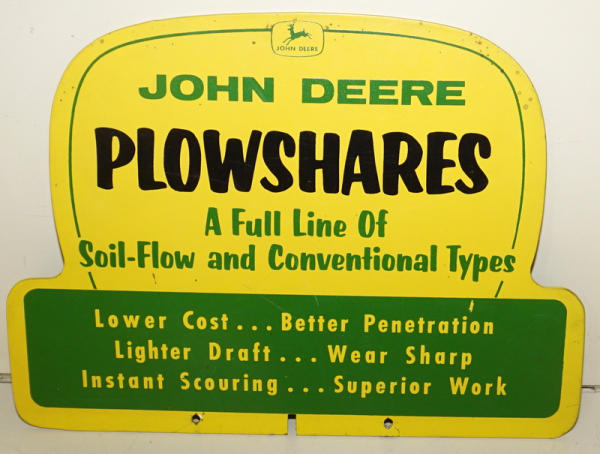 JOHN DEERE
JOHN DEERE
PLOWSHARES
A Full Line Of
Soil-Flow and Conventional Types
Lower Cost... Better Penetration
Lighter Draft... Wear Sharp
Instant Scouring... Superior Work